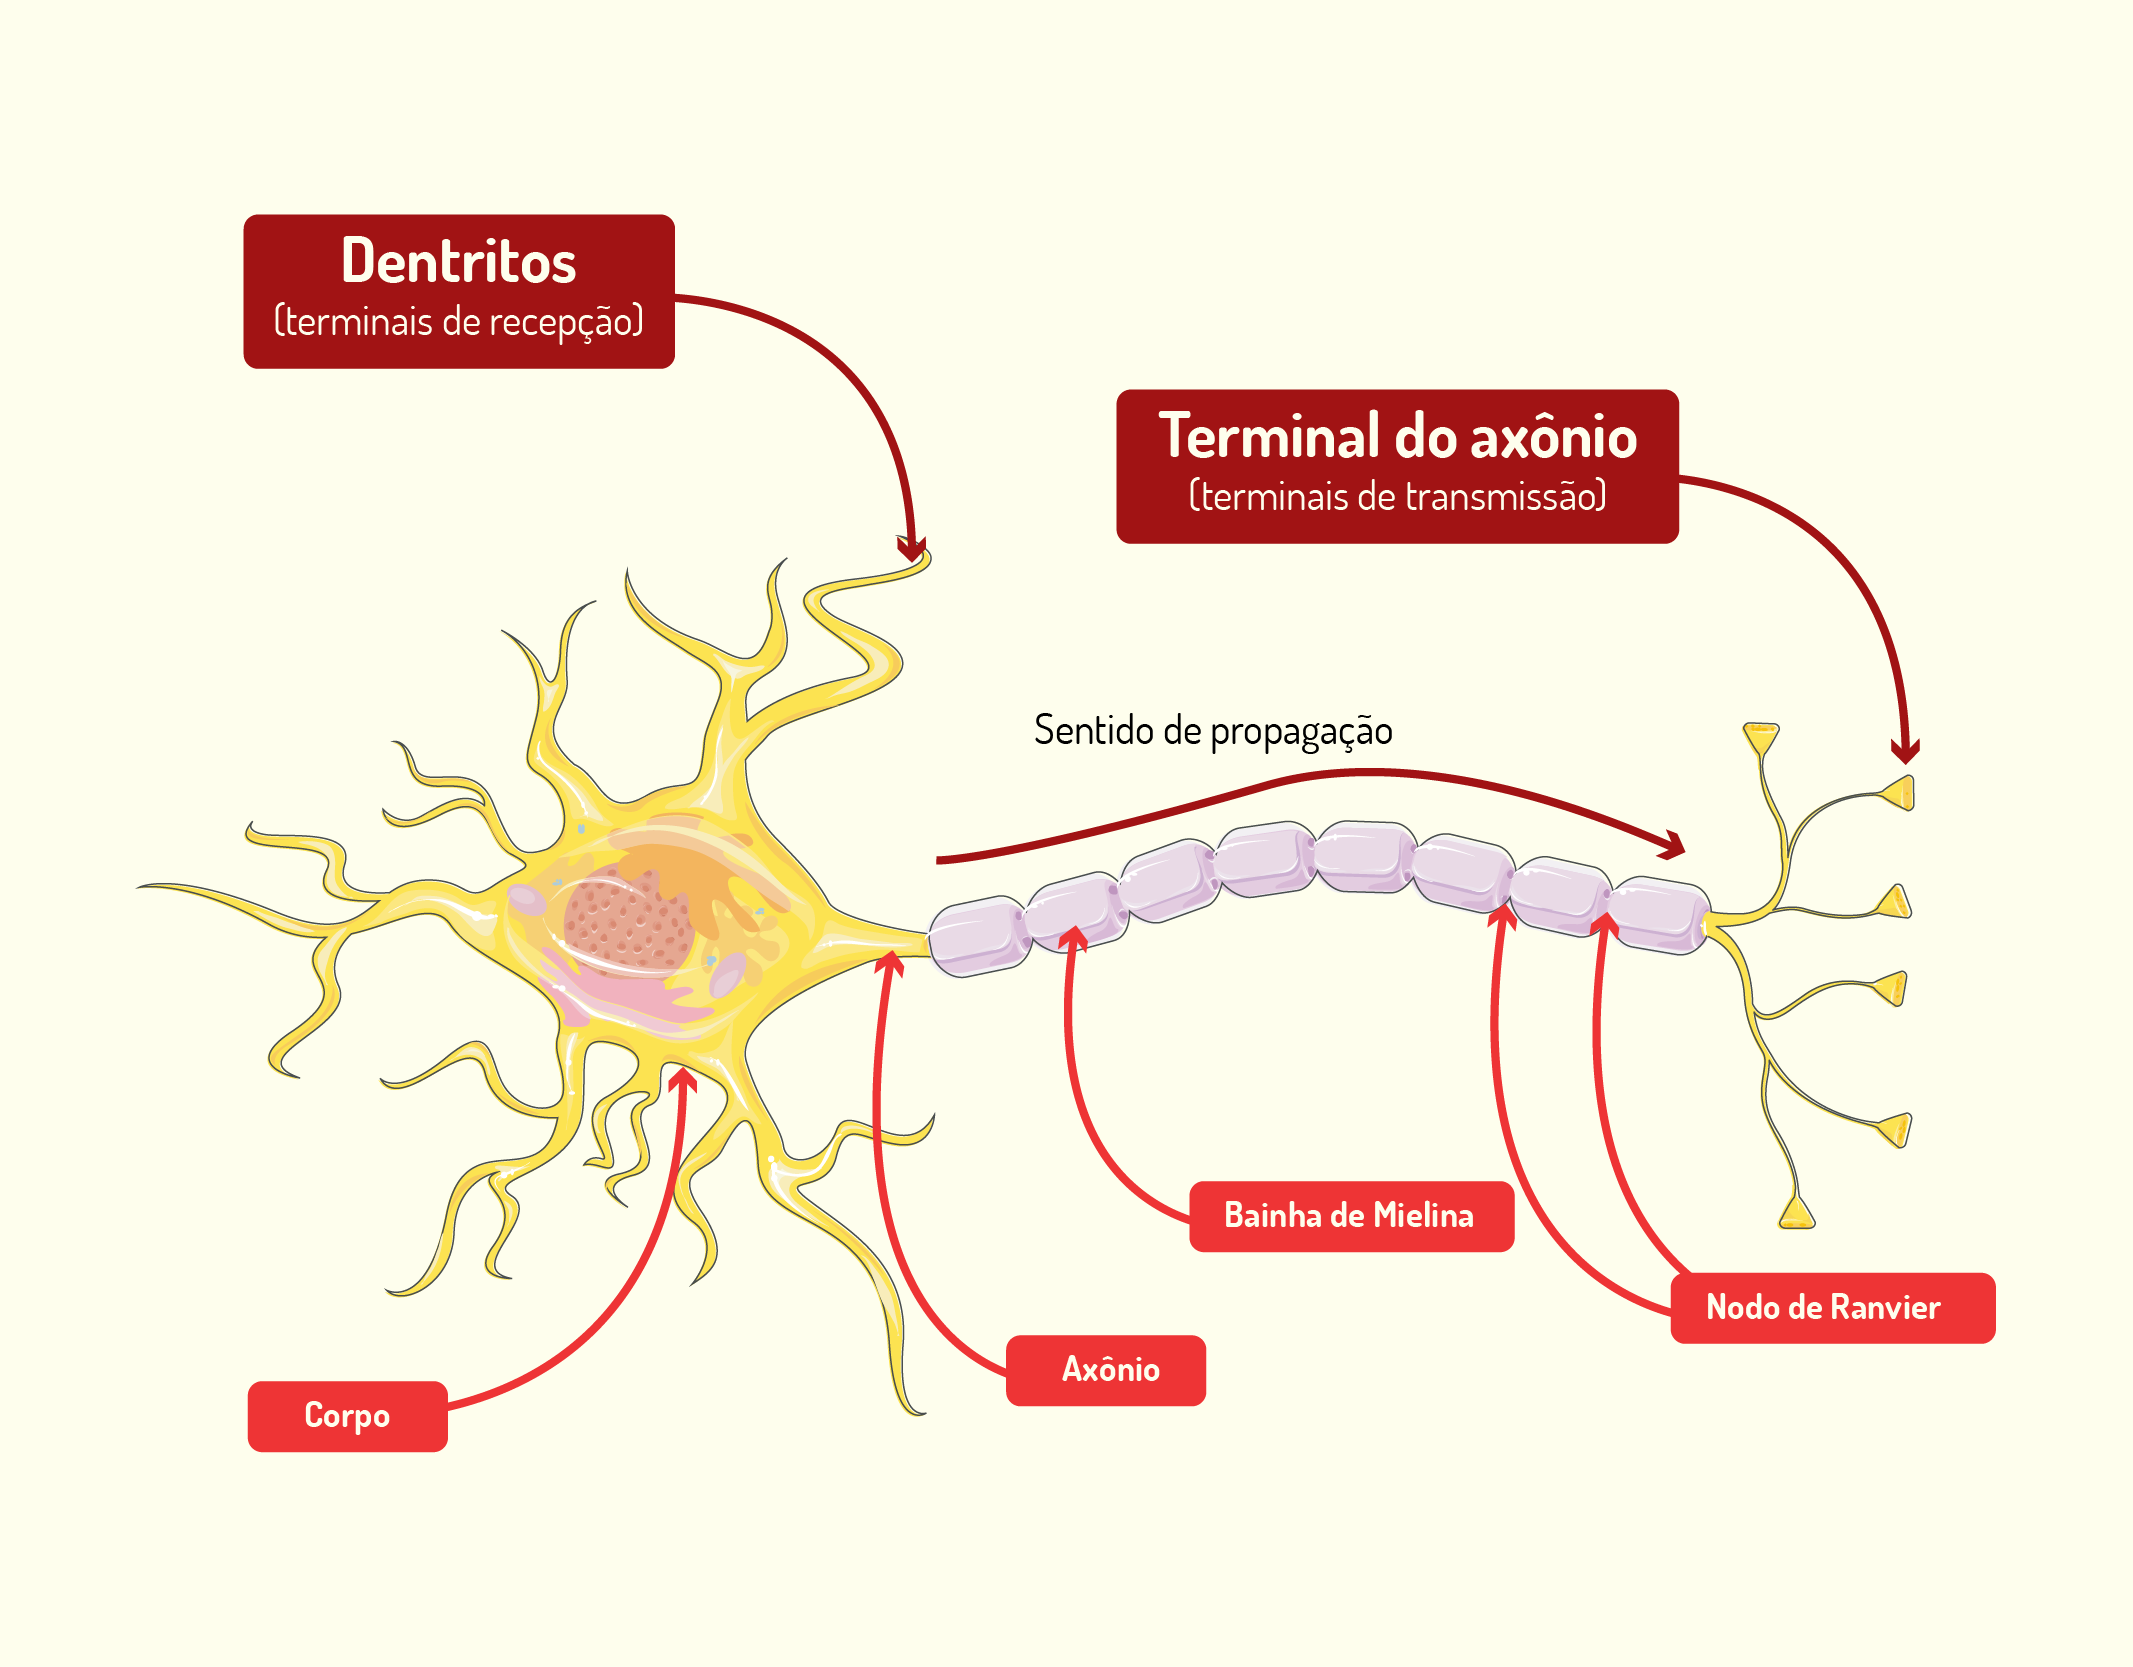 Dentritos
(terminais de recepção)
Terminal do axônio
(terminais de transmissão)
Sentido de propagação
Bainha de Mielina
Nodo de Ranvier
Axônio
Corpo